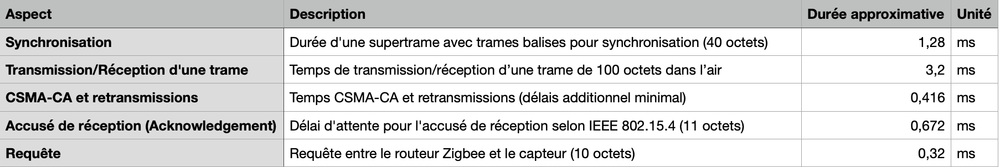 Aspect Description Durée approximative Unité
Synchronisation Durée d'une supertrame avec trames balises pour synchronisation (40 octets) 1,28 ms
Transmission/Réception d'une trame Temps de transmission/réception d’une trame de 100 octets dans l’air 3,2 ms
CSMA-CA et retransmissions Temps CSMA-CA et retransmissions (délais additionnel minimal) 0,416 ms
Accusé de réception (Acknowledgement) Délai d'attente pour l'accusé de réception selon IEEE 802.15.4 (11 octets) 0,672 ms
Requête Requête entre le routeur Zigbee et le capteur (10 octets) 0,32 ms